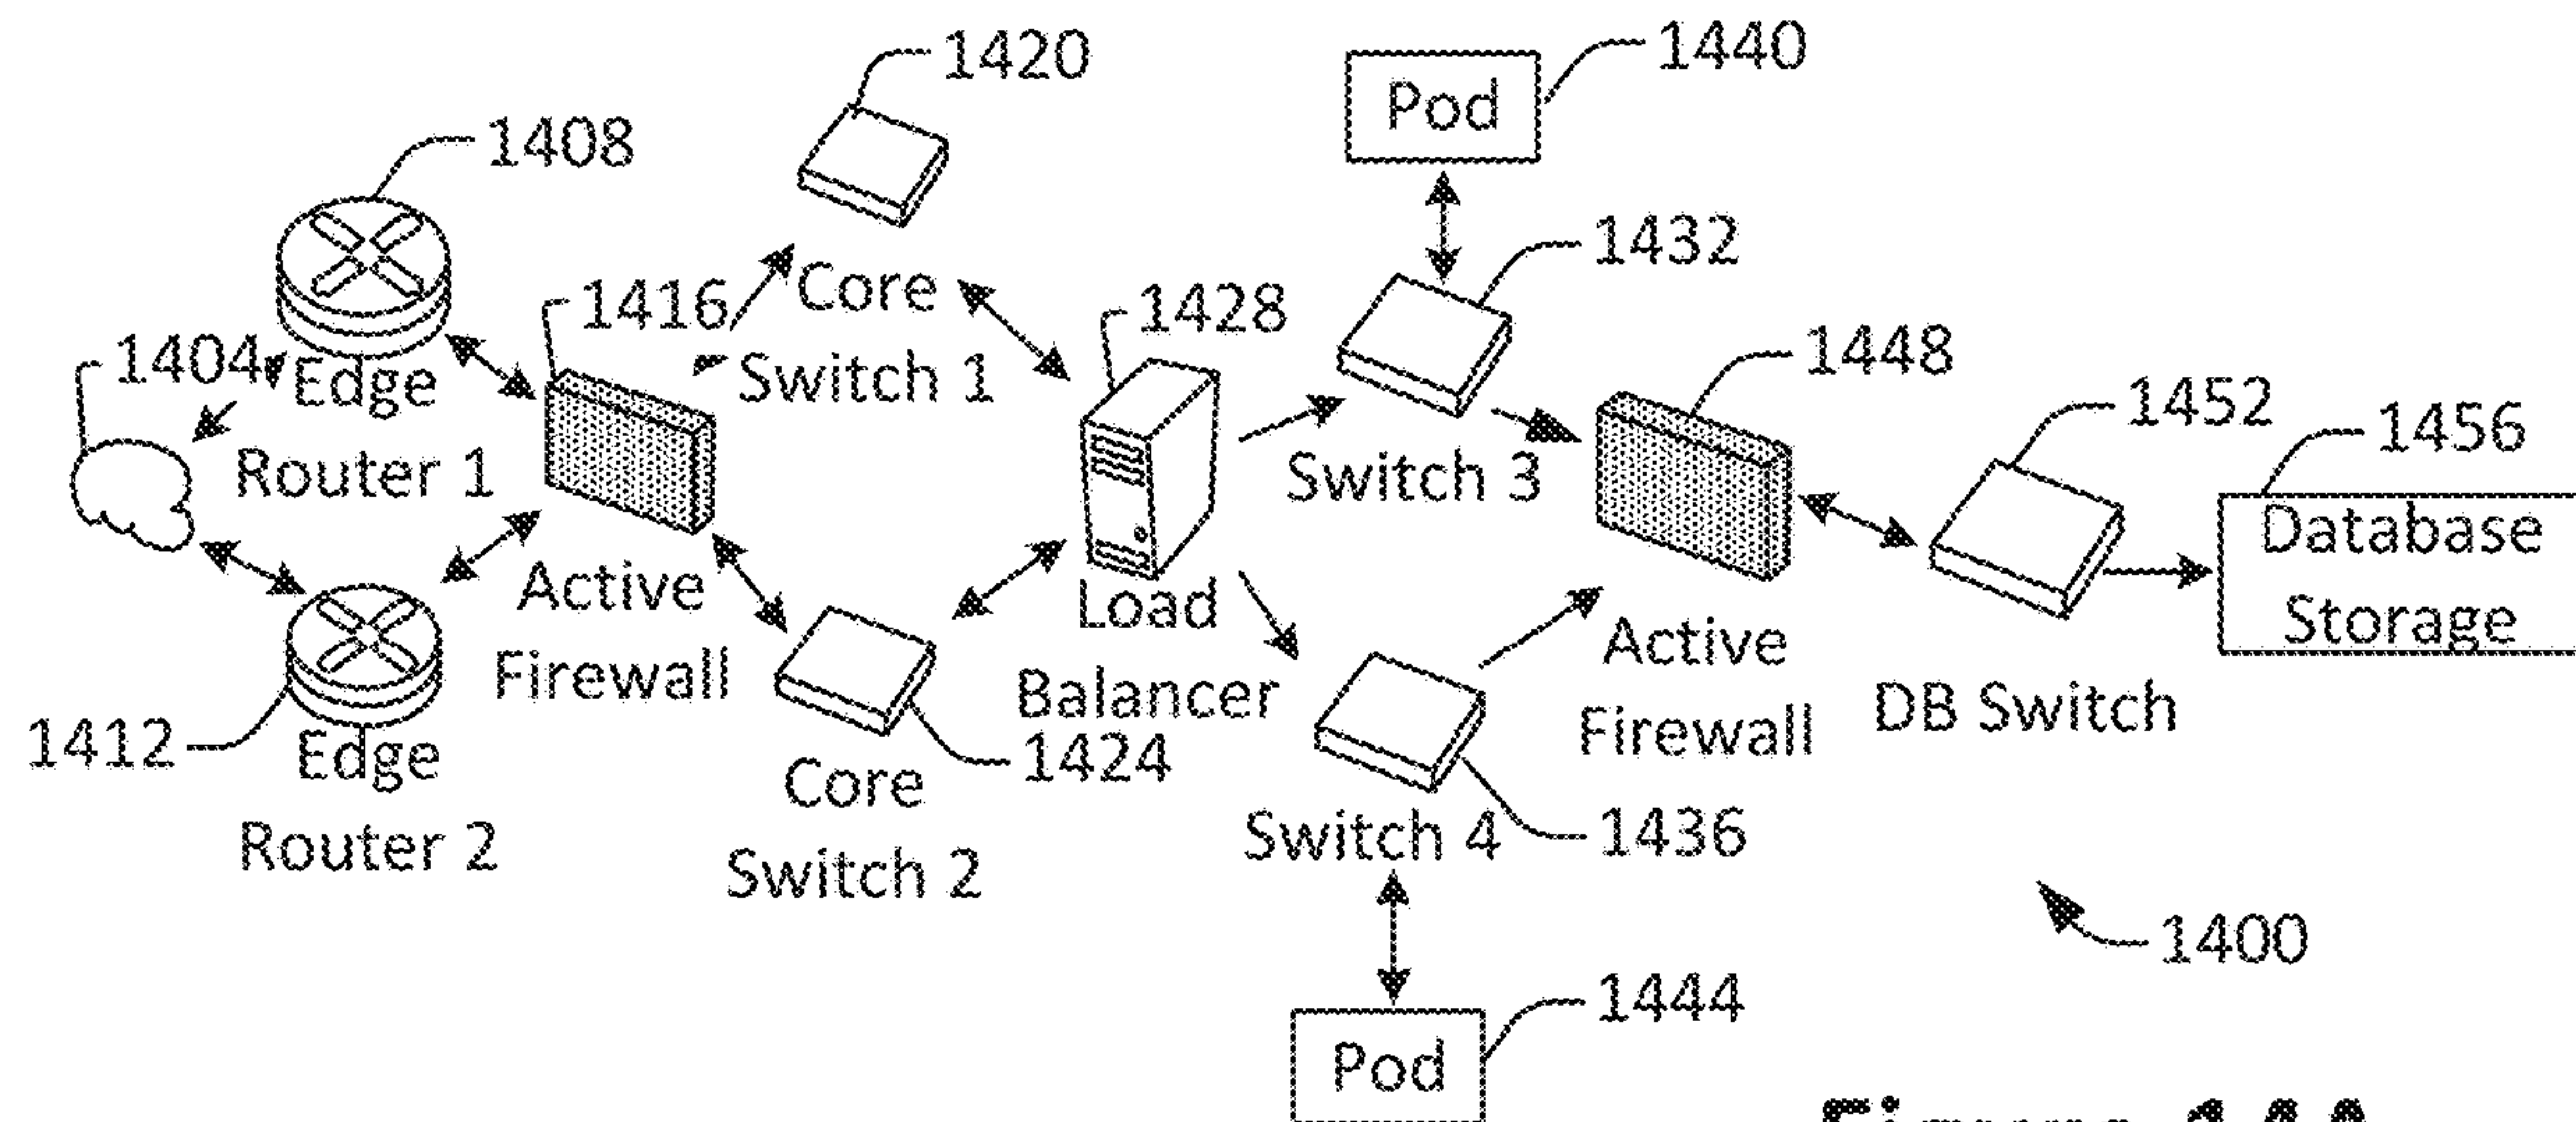 1420
1440
Pod
1408
1432
1416
Core
Switch 1
1428
1404
Edge
Router 1
1448
Switch 3
1452
1456
Database
Storage
Active
Firewall
Load
Balancer
Active
Firewall
DB Switch
1412
Edge
Router 2
1424
Core
Switch 2
Switch 4
1436
1400
1444
Pod